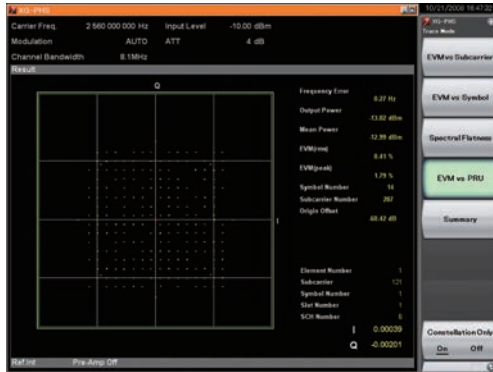 XG-PHS
10/21/2008 16:47:22
Carrier Freq. 2 560 000 000 Hz Input Level -10.00 dBm
Modulation AUTO ATT 4 dB
Channel Bandwidth 8.1MHz
Result
Q
I
Frequency Error
0.27 Hz
Output Power
-13.02 dBm
Mean Power
-12.99 dBm
EVM(rms)
0.41 %
EVM(peak)
1.79 %
Symbol Number 14
Subcarrier Number 207
Origin Offset
-60.42 dB
Element Number 1
Subcarrier 121
Symbol Number 1
Slot Number 1
SCH Number 5
I 0.00039
Q -0.00201
Ref.Int Pre-Amp Off
XG-PHS
Trace Mode
EVM vs Subcarrier
EVM vs Symbol
Spectral Flatness
EVM vs PRU
Summary
Constellation Only
On Off